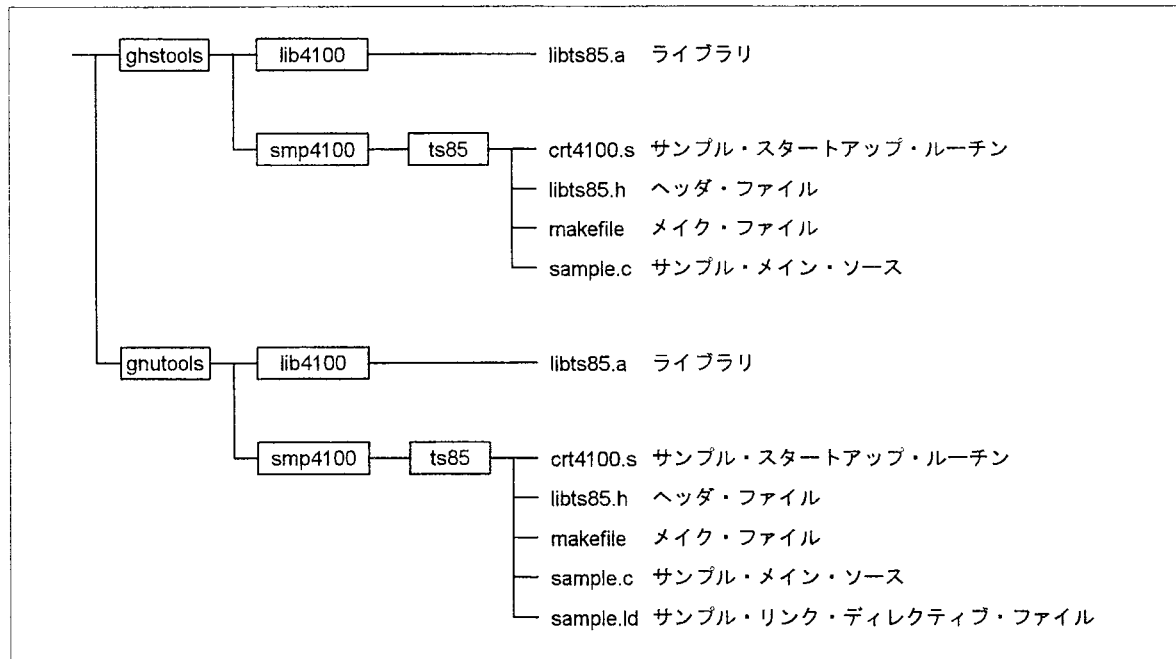 ghstools lib4100 libts85.a ライブラリ
smp4100 ts85 crt4100.s サンプル・スタートアップ・ルーチン
libts85.h ヘッダ・ファイル
makefile メイク・ファイル
sample.c サンプル・メイン・ソース
gnutools lib4100 libts85.a ライブラリ
smp4100 ts85 crt4100.s サンプル・スタートアップ・ルーチン
libts85.h ヘッダ・ファイル
makefile メイク・ファイル
sample.c サンプル・メイン・ソース
sample.ld サンプル・リンク・ディレクティブ・ファイル